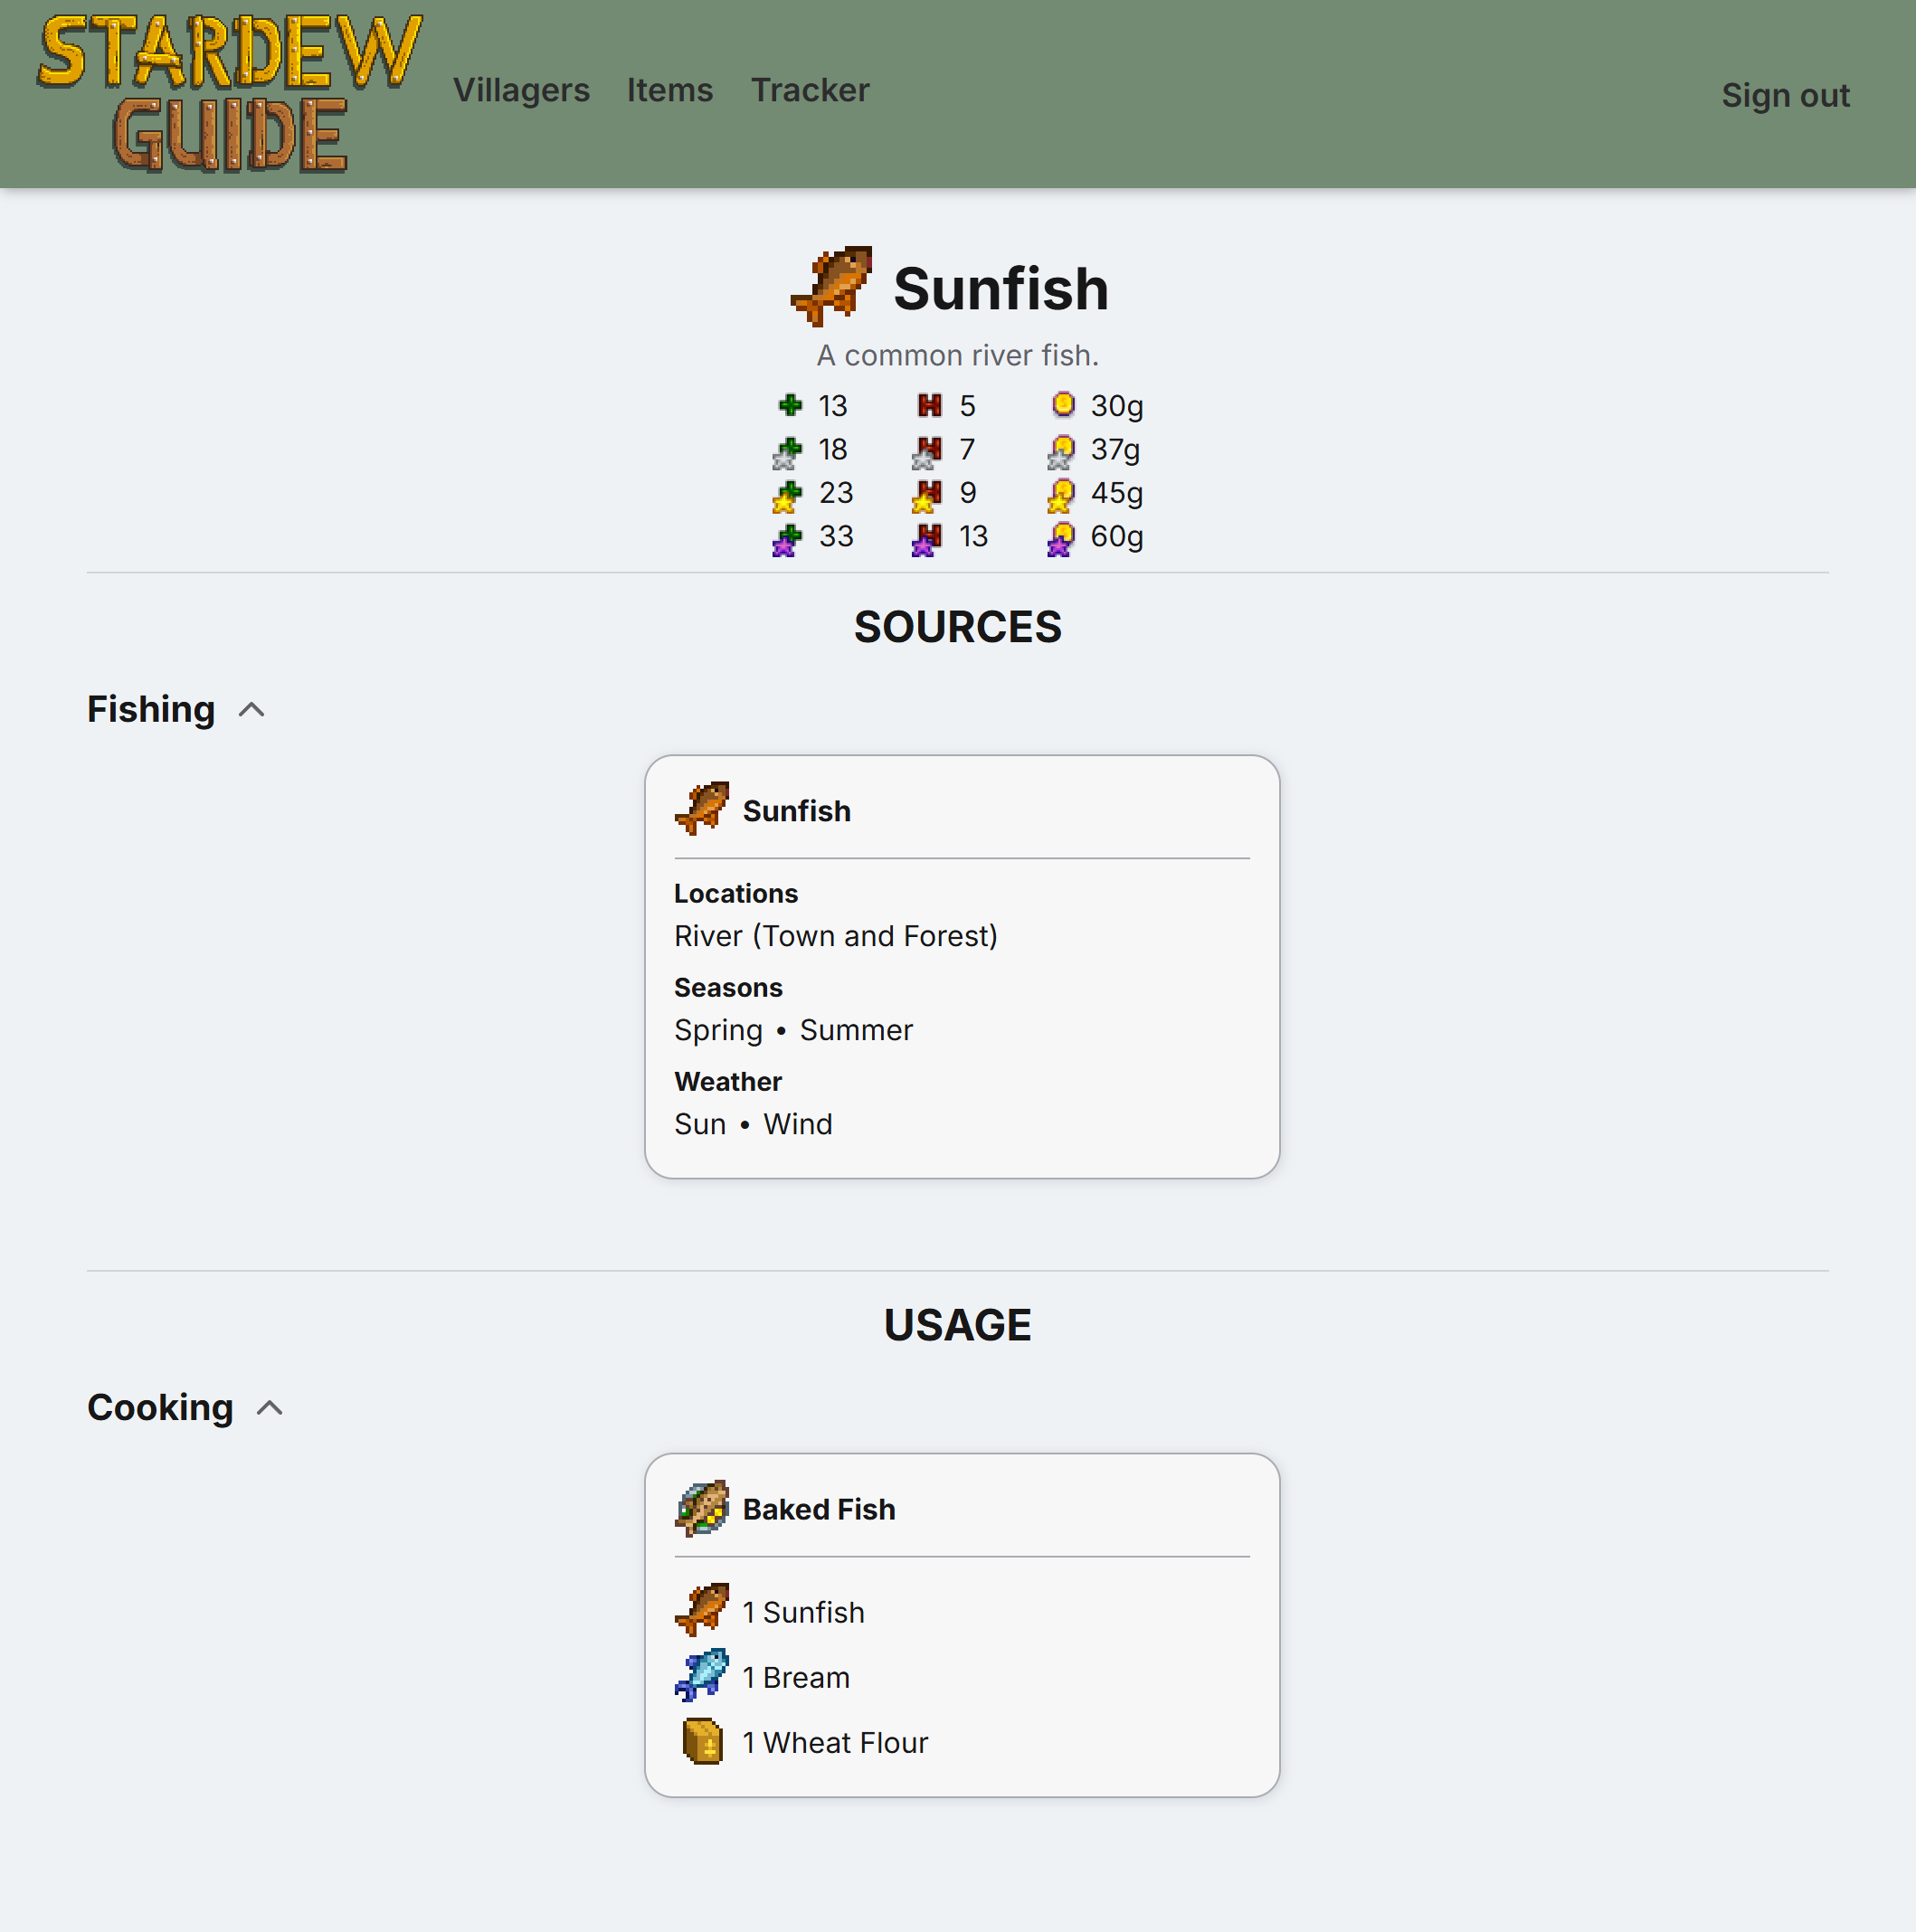 STARDEW
GUIDE
Villagers Items Tracker Sign out
Sunfish
A common river fish.
13 5 30g
18 7 37g
23 9 45g
33 13 60g
SOURCES
Fishing
Sunfish
Locations
River (Town and Forest)
Seasons
Spring • Summer
Weather
Sun • Wind
USAGE
Cooking
Baked Fish
1 Sunfish
1 Bream
1 Wheat Flour